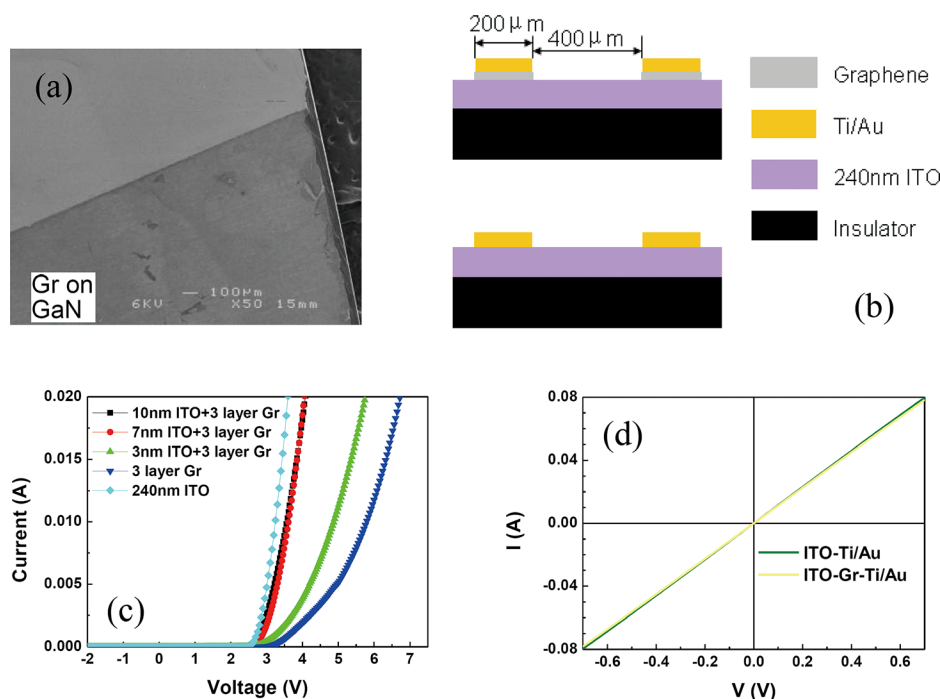 (a)
Gr on
GaN
6KV
100μm
X50 15mm
200μm
400μm
Graphene
Ti/Au
240nm ITO
Insulator
(b)
Current (A)
0.020
0.015
0.010
0.005
0.000
10nm ITO+3 layer Gr
7nm ITO+3 layer Gr
3nm ITO+3 layer Gr
3 layer Gr
240nm ITO
(c)
-2 -1 0 1 2 3 4 5 6 7
Voltage (V)
I (A)
0.08
0.04
0.00
-0.04
-0.08
(d)
ITO-Ti/Au
ITO-Gr-Ti/Au
-0.6 -0.4 -0.2 0.0 0.2 0.4 0.6
V (V)